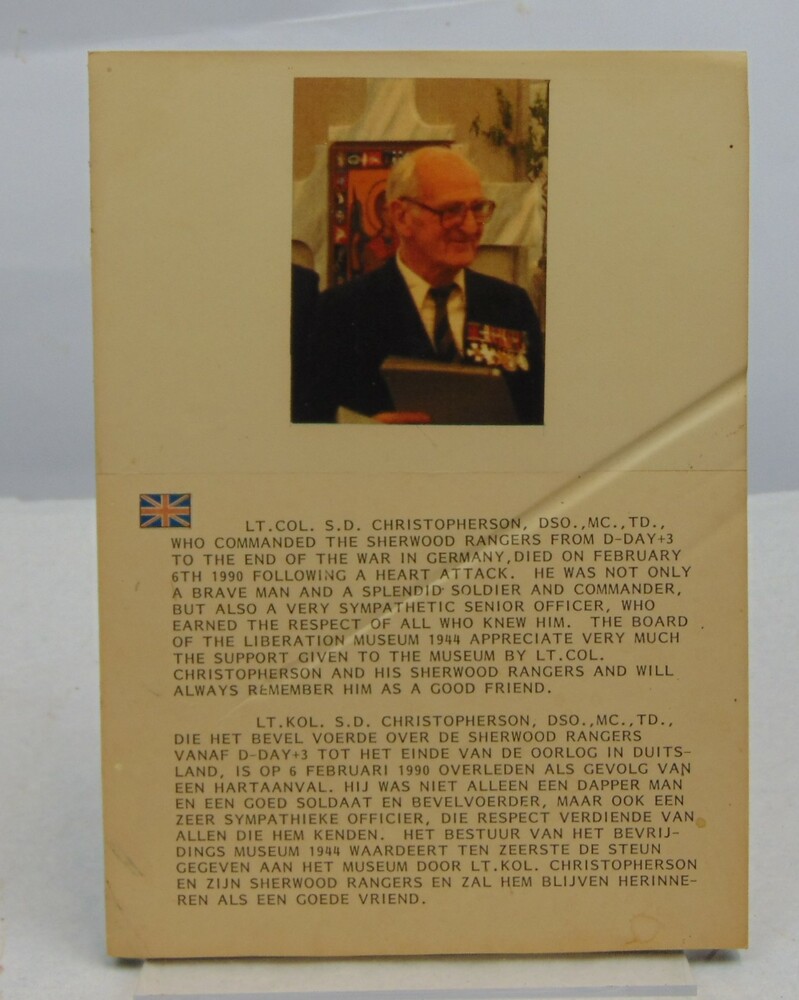 LT.COL. S.D. CHRISTOPHERSON, DSO.,MC.,TD.,
WHO COMMANDED THE SHERWOOD RANGERS FROM D-DAY+3
TO THE END OF THE WAR IN GERMANY,DIED ON FEBRUARY
6TH 1990 FOLLOWING A HEART ATTACK. HE WAS NOT ONLY
A BRAVE MAN AND A SPLENDID SOLDIER AND COMMANDER,
BUT ALSO A VERY SYMPATHETIC SENIOR OFFICER, WHO
EARNED THE RESPECT OF ALL WHO KNEW HIM. THE BOARD
OF THE LIBERATION MUSEUM 1944 APPRECIATE VERY MUCH
THE SUPPORT GIVEN TO THE MUSEUM BY LT.COL.
CHRISTOPHERSON AND HIS SHERWOOD RANGERS AND WILL
ALWAYS REMEMBER HIM AS A GOOD FRIEND.
LT.KOL. S.D. CHRISTOPHERSON, DSO.,MC.,TD.,
DIE HET BEVEL VOERDE OVER DE SHERWOOD RANGERS
VANAF D-DAY+3 TOT HET EINDE VAN DE OORLOG IN DUITS-
LAND, IS OP 6 FEBRUARI 1990 OVERLEDEN ALS GEVOLG VAN
EEN HARTAANVAL. HIJ WAS NIET ALLEEN EEN DAPPER MAN
EN EEN GOED SOLDAAT EN BEVELVOERDER, MAAR OOK EEN
ZEER SYMPATHIEKE OFFICIER, DIE RESPECT VERDIENDE VAN
ALLEN DIE HEM KENDEN. HET BESTUUR VAN HET BEVRIJ-
DINGS MUSEUM 1944 WAARDEERT TEN ZEERSTE DE STEUN
GEGEVEN AAN HET MUSEUM DOOR LT.KOL. CHRISTOPHERSON
EN ZIJN SHERWOOD RANGERS EN ZAL HEM BLIJVEN HERINNE-
REN ALS EEN GOEDE VRIEND.